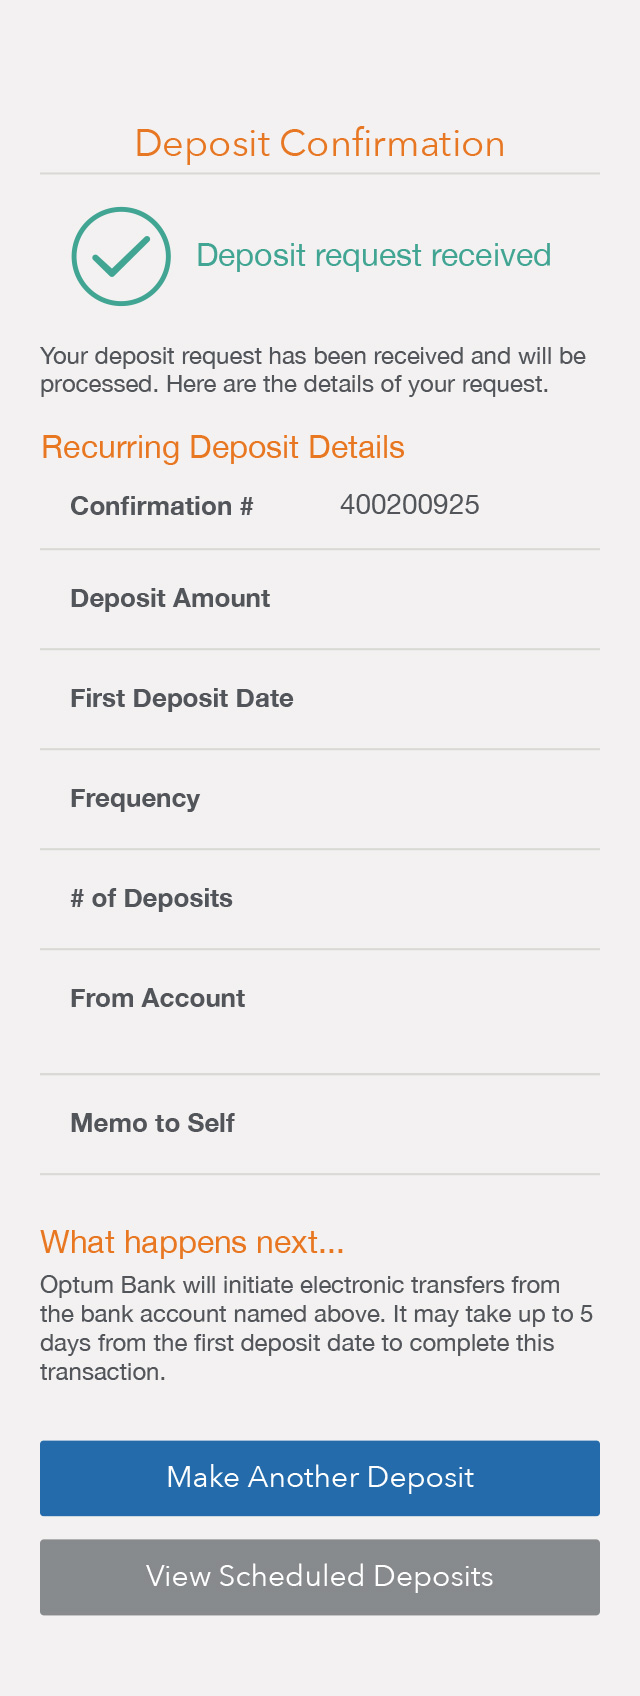 Deposit Confirmation
Deposit request received
Your deposit request has been received and will be
processed. Here are the details of your request.
Recurring Deposit Details
Confirmation # 400200925
Deposit Amount
First Deposit Date
Frequency
# of Deposits
From Account
Memo to Self
What happens next...
Optum Bank will initiate electronic transfers from
the bank account named above. It may take up to 5
days from the first deposit date to complete this
transaction.
Make Another Deposit
View Scheduled Deposits